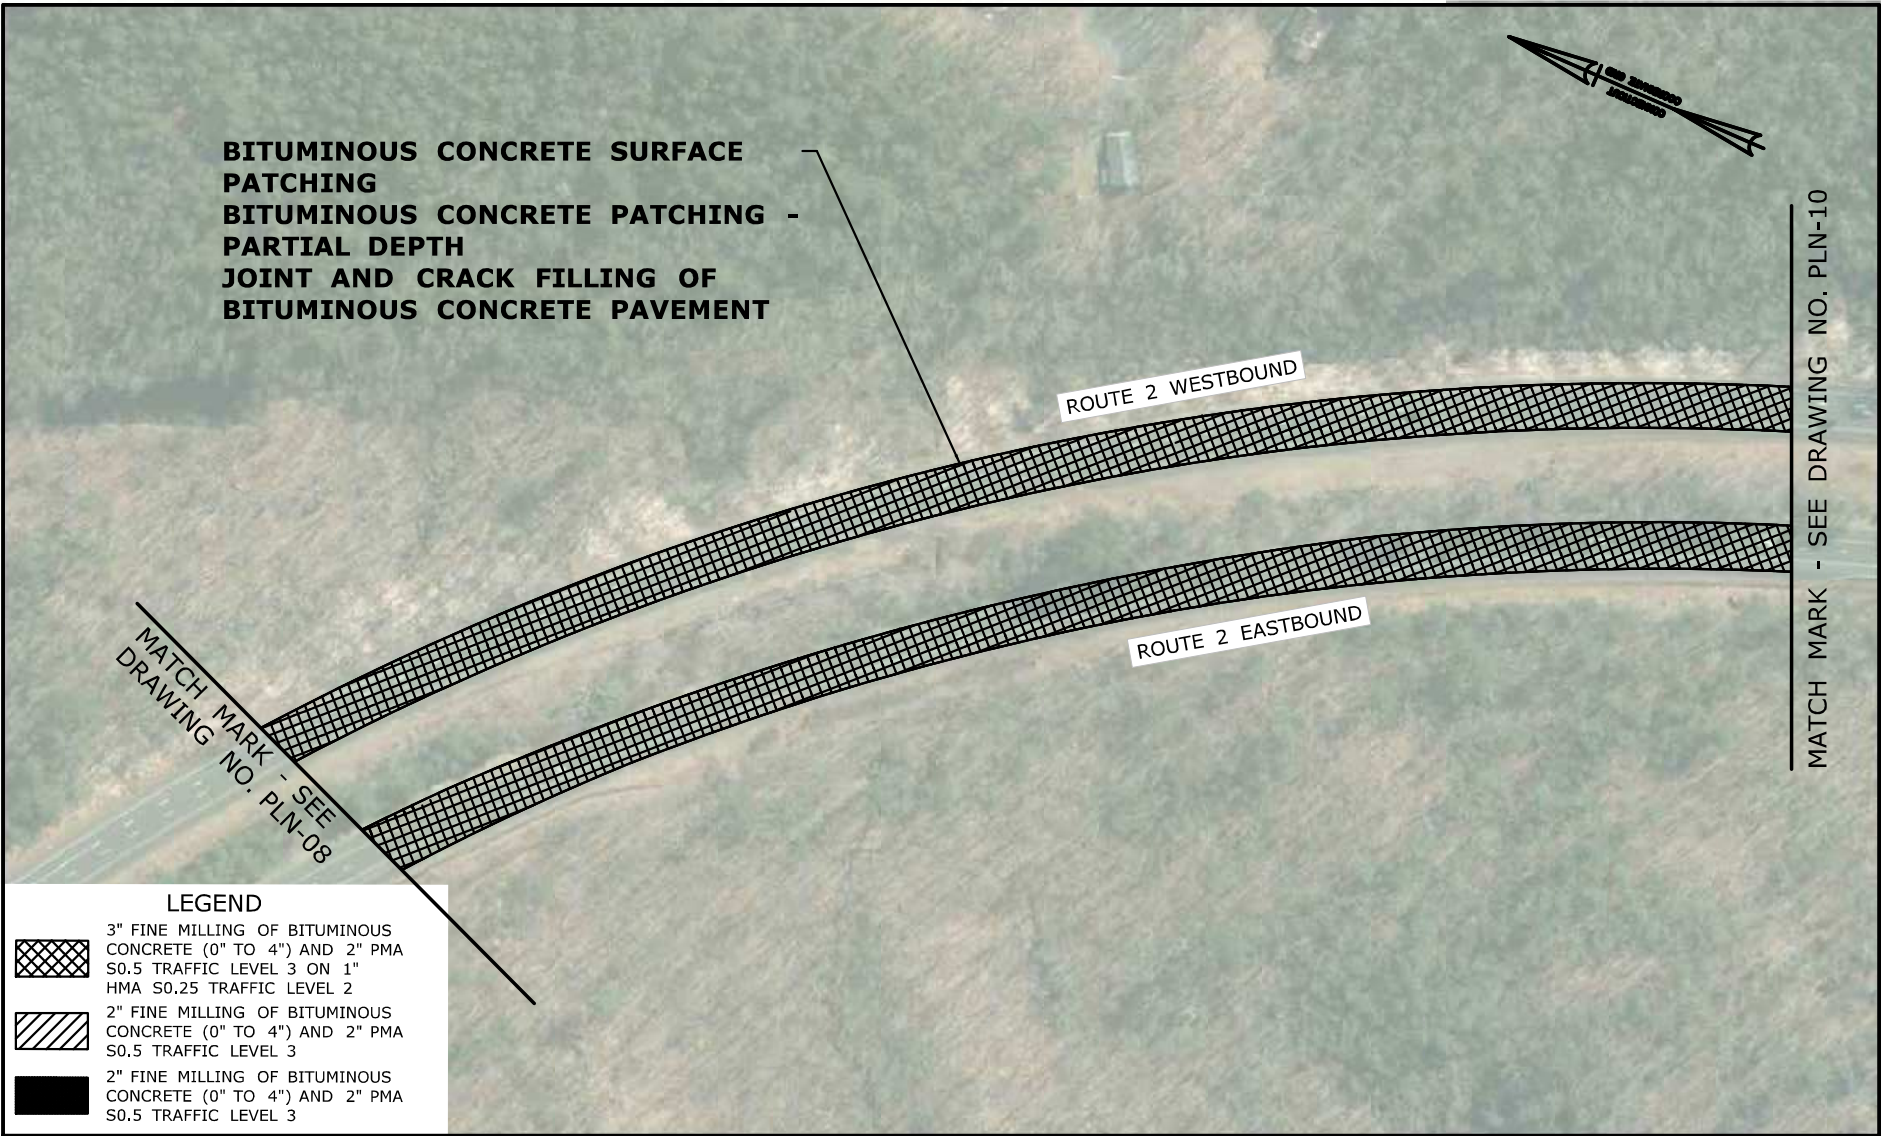 CONNECTICUT
COORDINATE GRID
BITUMINOUS CONCRETE SURFACE
PATCHING
BITUMINOUS CONCRETE PATCHING -
PARTIAL DEPTH
JOINT AND CRACK FILLING OF
BITUMINOUS CONCRETE PAVEMENT
ROUTE 2 WESTBOUND
ROUTE 2 EASTBOUND
MATCH MARK - SEE DRAWING NO. PLN-10
MATCH MARK - SEE
DRAWING NO. PLN-08
LEGEND
3" FINE MILLING OF BITUMINOUS
CONCRETE (0" TO 4") AND 2" PMA
S0.5 TRAFFIC LEVEL 3 ON 1"
HMA S0.25 TRAFFIC LEVEL 2
2" FINE MILLING OF BITUMINOUS
CONCRETE (0" TO 4") AND 2" PMA
S0.5 TRAFFIC LEVEL 3
2" FINE MILLING OF BITUMINOUS
CONCRETE (0" TO 4") AND 2" PMA
S0.5 TRAFFIC LEVEL 3